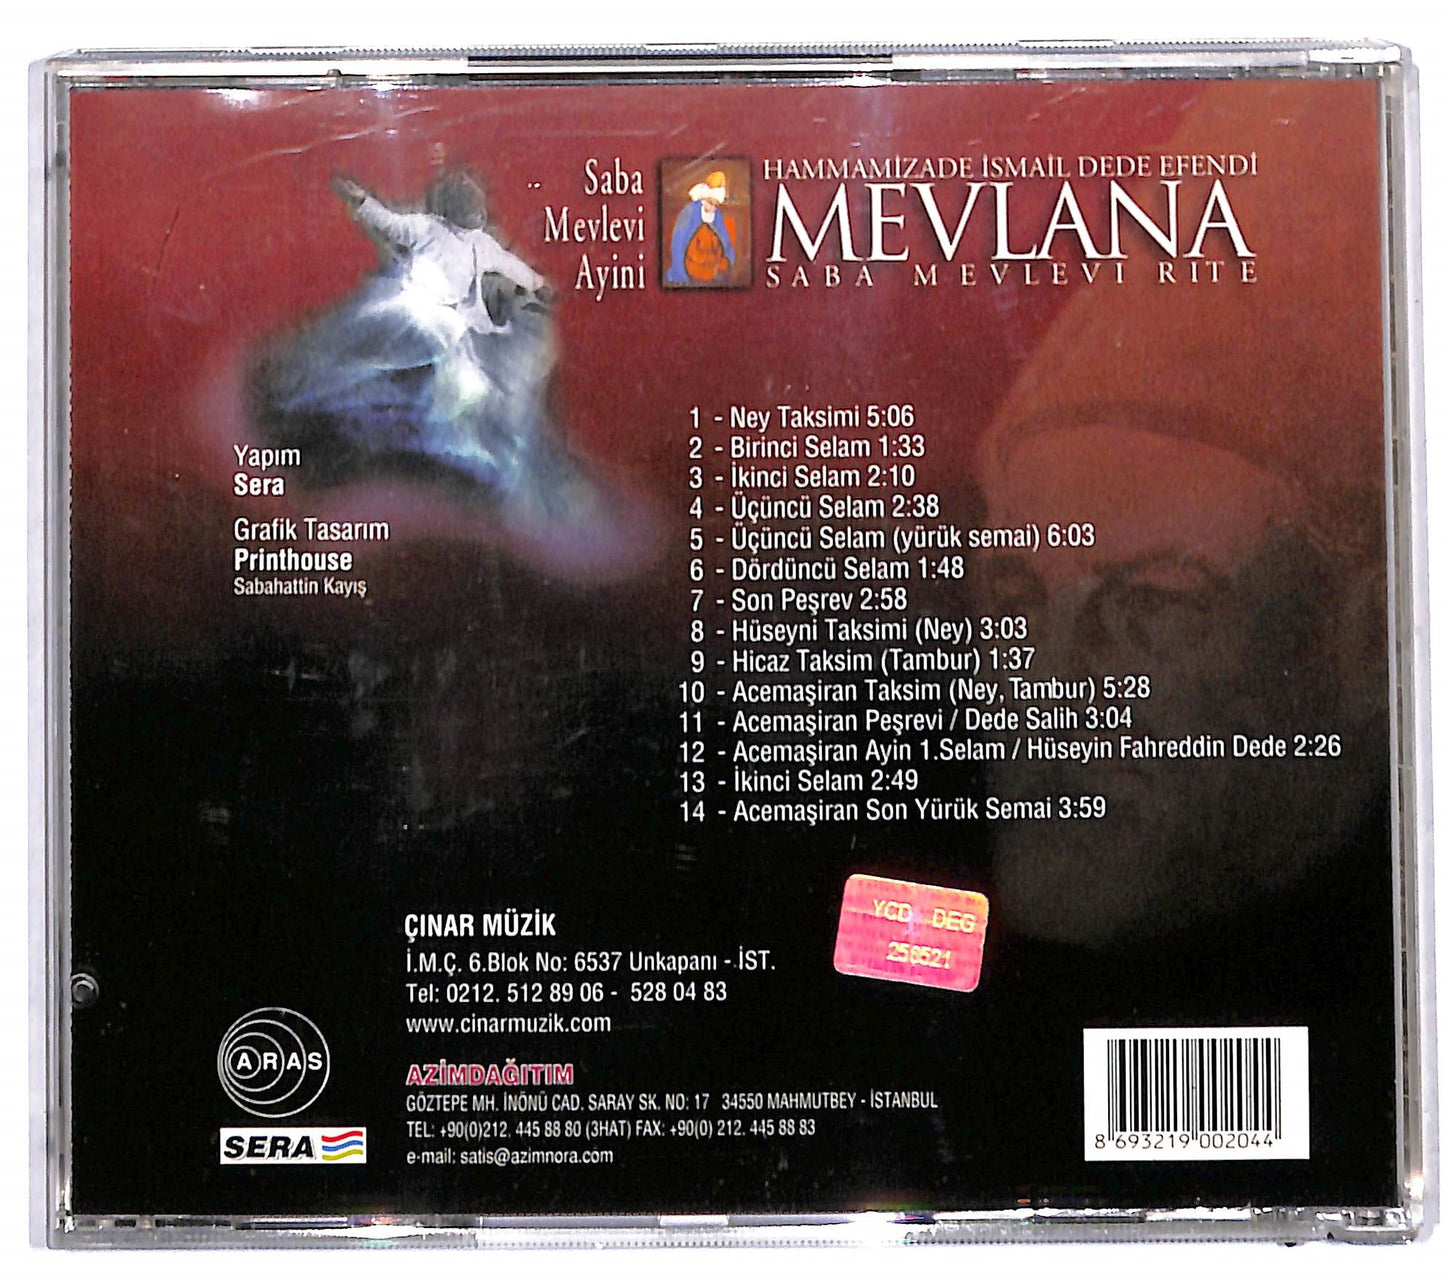 Saba
Mevlevi
Ayini
HAMMAMİZADE İSMAİL DEDE EFENDİ
MEVLANA
SABA MEVLEVI RITE
Yapım
Sera
Grafik Tasarım
Printhouse
Sabahattin Kayış
1 - Ney Taksimi 5:06
2 - Birinci Selam 1:33
3 - İkinci Selam 2:10
4 - Üçüncü Selam 2:38
5 - Üçüncü Selam (yürük semai) 6:03
6 - Dördüncü Selam 1:48
7 - Son Peşrev 2:58
8 - Hüseyni Taksimi (Ney) 3:03
9 - Hicaz Taksim (Tambur) 1:37
10 - Acemaşiran Taksim (Ney, Tambur) 5:28
11 - Acemaşiran Peşrevi / Dede Salih 3:04
12 - Acemaşiran Ayin 1.Selam / Hüseyin Fahreddin Dede 2:26
13 - İkinci Selam 2:49
14 - Acemaşiran Son Yürük Semai 3:59
YCD DEG
258521
ÇINAR MÜZİK
İ.M.Ç. 6.Blok No: 6537 Unkapanı - İST.
Tel: 0212. 512 89 06 - 528 04 83
www.cinarmuzik.com
ARAS
SERA
AZİMDAĞITIM
GÖZTEPE MH. İNÖNÜ CAD. SARAY SK. NO: 17 34550 MAHMUTBEY - İSTANBUL
TEL: +90(0)212. 445 88 80 (3HAT) FAX: +90(0) 212. 445 88 83
e-mail: satis@azimnora.com
8 693219 002044